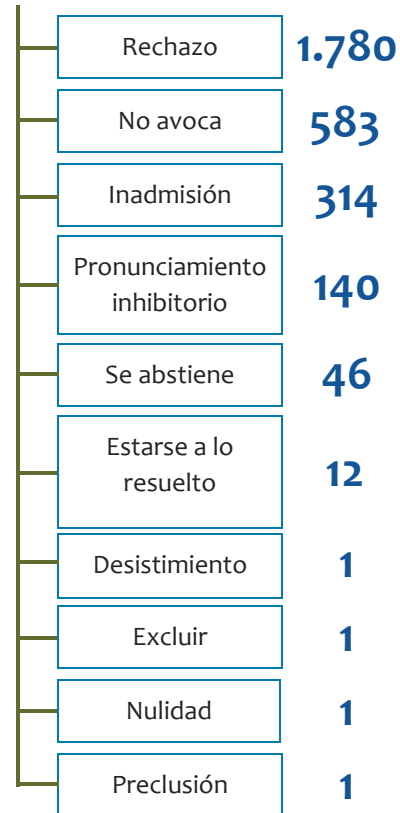 Rechazo 1.780
No avoca 583
Inadmisión 314
Pronunciamiento
inhibitorio 140
Se abstiene 46
Estarse a lo
resuelto 12
Desistimiento 1
Excluir 1
Nulidad 1
Preclusión 1